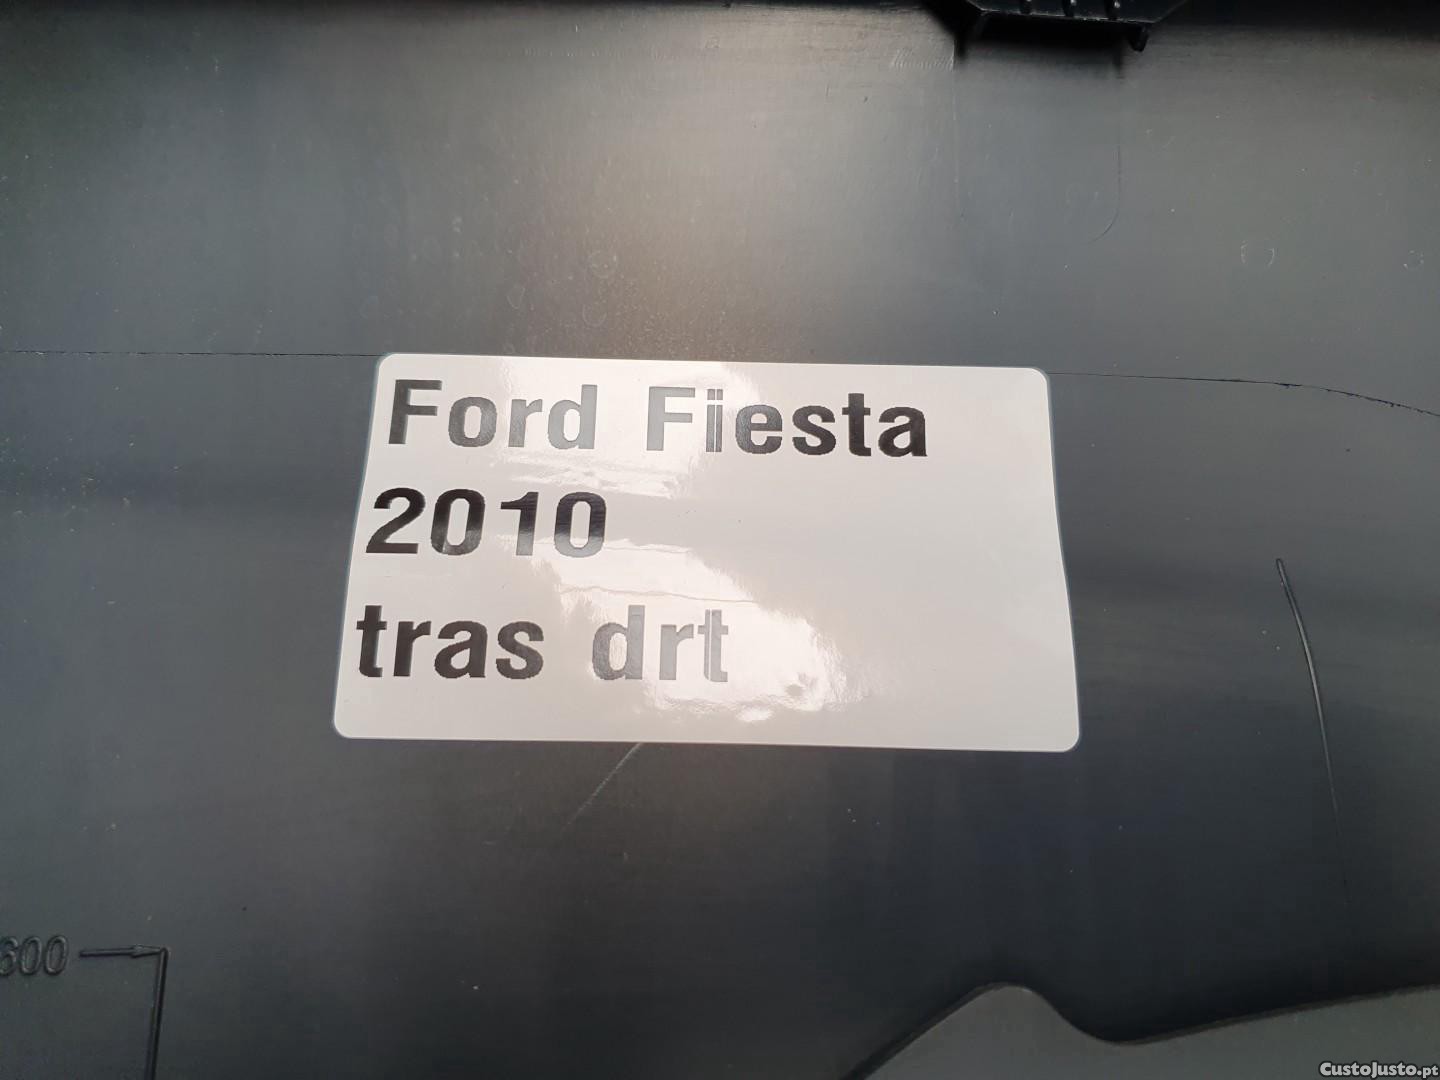 Ford Fiesta
2010
tras drt
600
CustoJusto.pt